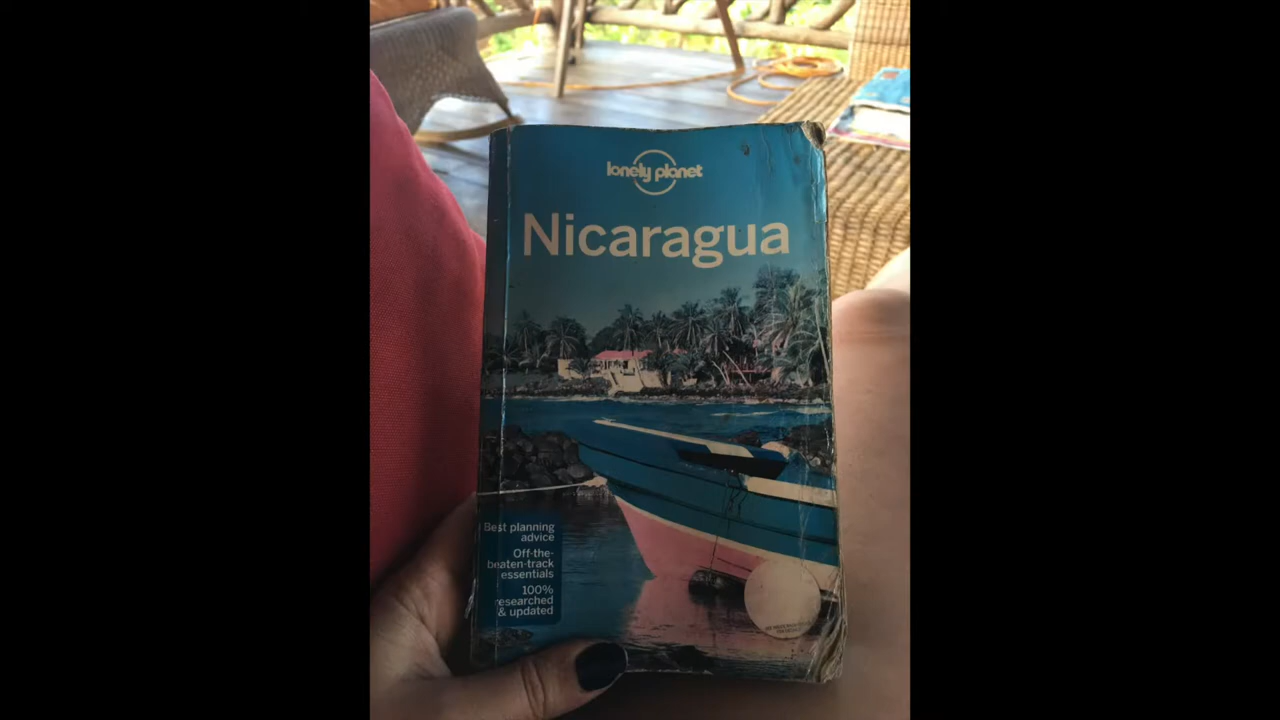 lonely planet
Nicaragua
Best planning
advice
Off-the-
beaten-track
essentials
100%
researched
& updated